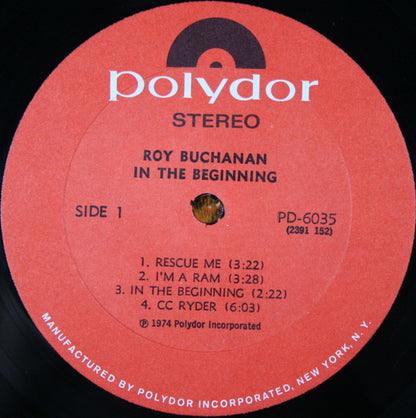 polydor
STEREO
ROY BUCHANAN
IN THE BEGINNING
SIDE 1
PD-6035
(2391 152)
1. RESCUE ME (3:22)
2. I'M A RAM (3:28)
3. IN THE BEGINNING (2:22)
4. CC RYDER (6:03)
℗ 1974 Polydor Incorporated
MANUFACTURED BY POLYDOR INCORPORATED, NEW YORK, N. Y.